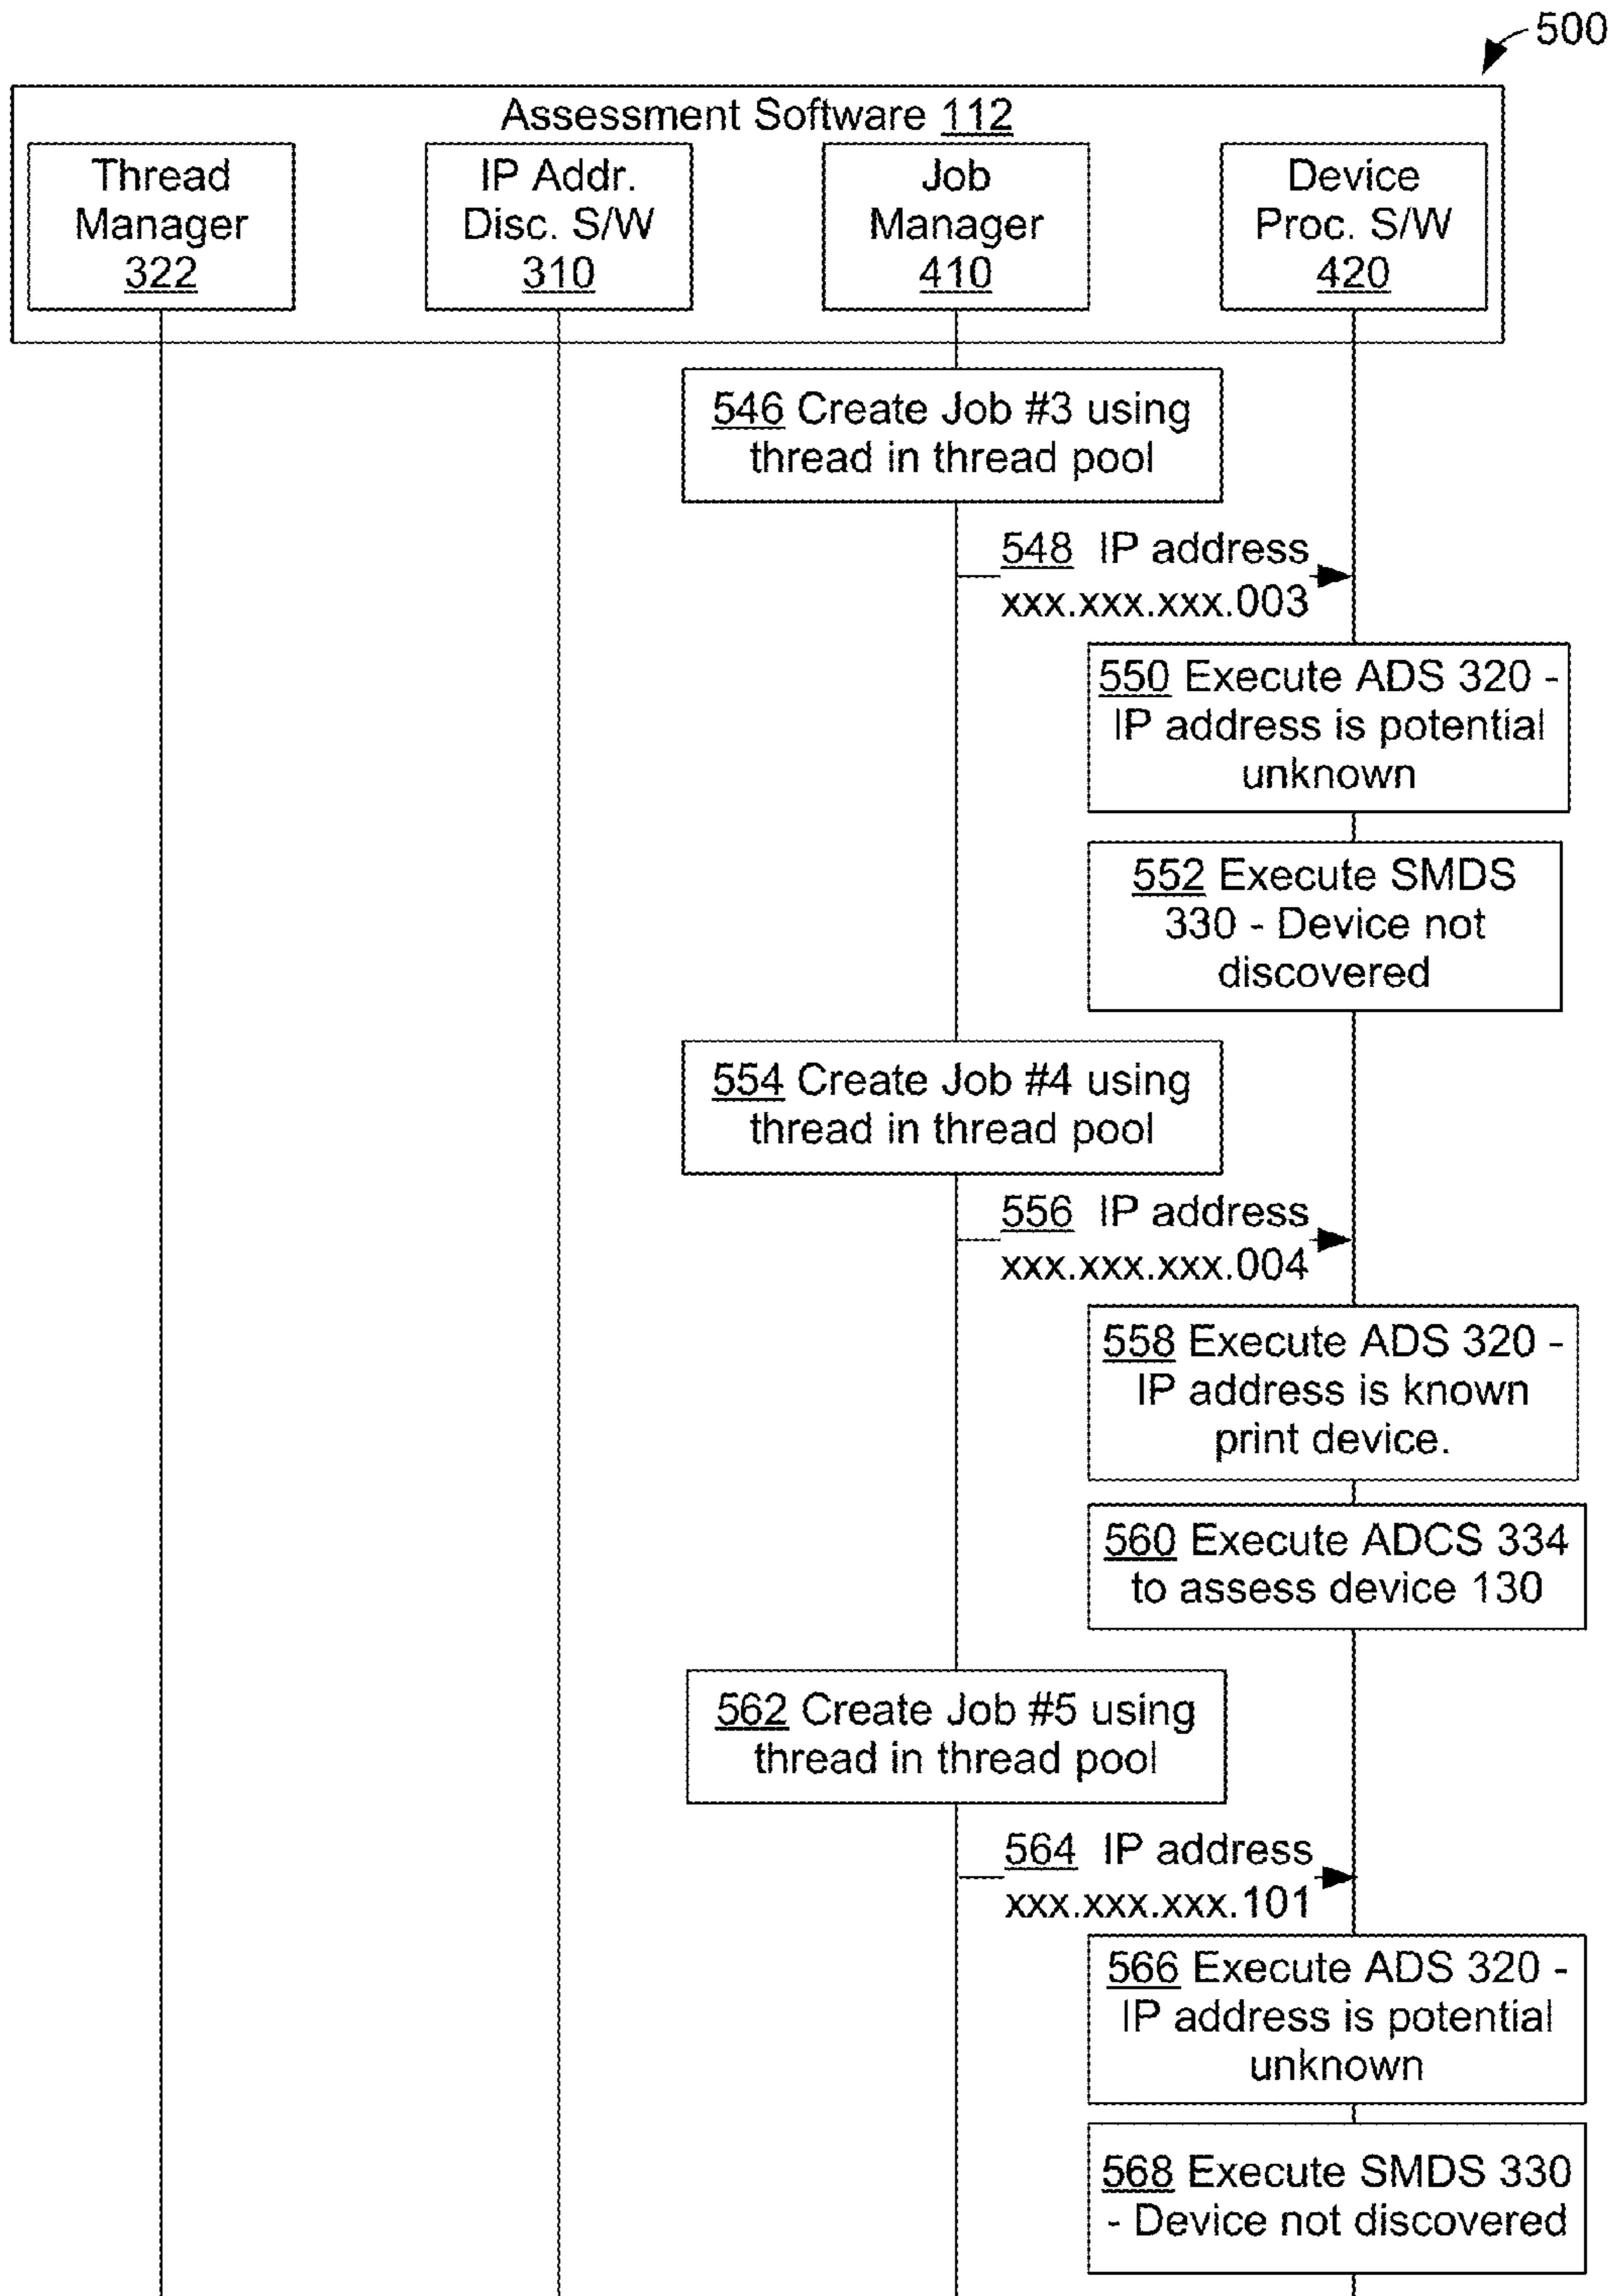 500
Assessment Software 112
Thread
Manager
322
IP Addr.
Disc. S/W
310
Job
Manager
410
Device
Proc. S/W
420
546 Create Job #3 using
thread in thread pool
548 IP address
xxx.xxx.xxx.003
550 Execute ADS 320 -
IP address is potential
unknown
552 Execute SMDS
330 - Device not
discovered
554 Create Job #4 using
thread in thread pool
556 IP address
xxx.xxx.xxx.004
558 Execute ADS 320 -
IP address is known
print device.
560 Execute ADCS 334
to assess device 130
562 Create Job #5 using
thread in thread pool
564 IP address
xxx.xxx.xxx.101
566 Execute ADS 320 -
IP address is potential
unknown
568 Execute SMDS 330
- Device not discovered